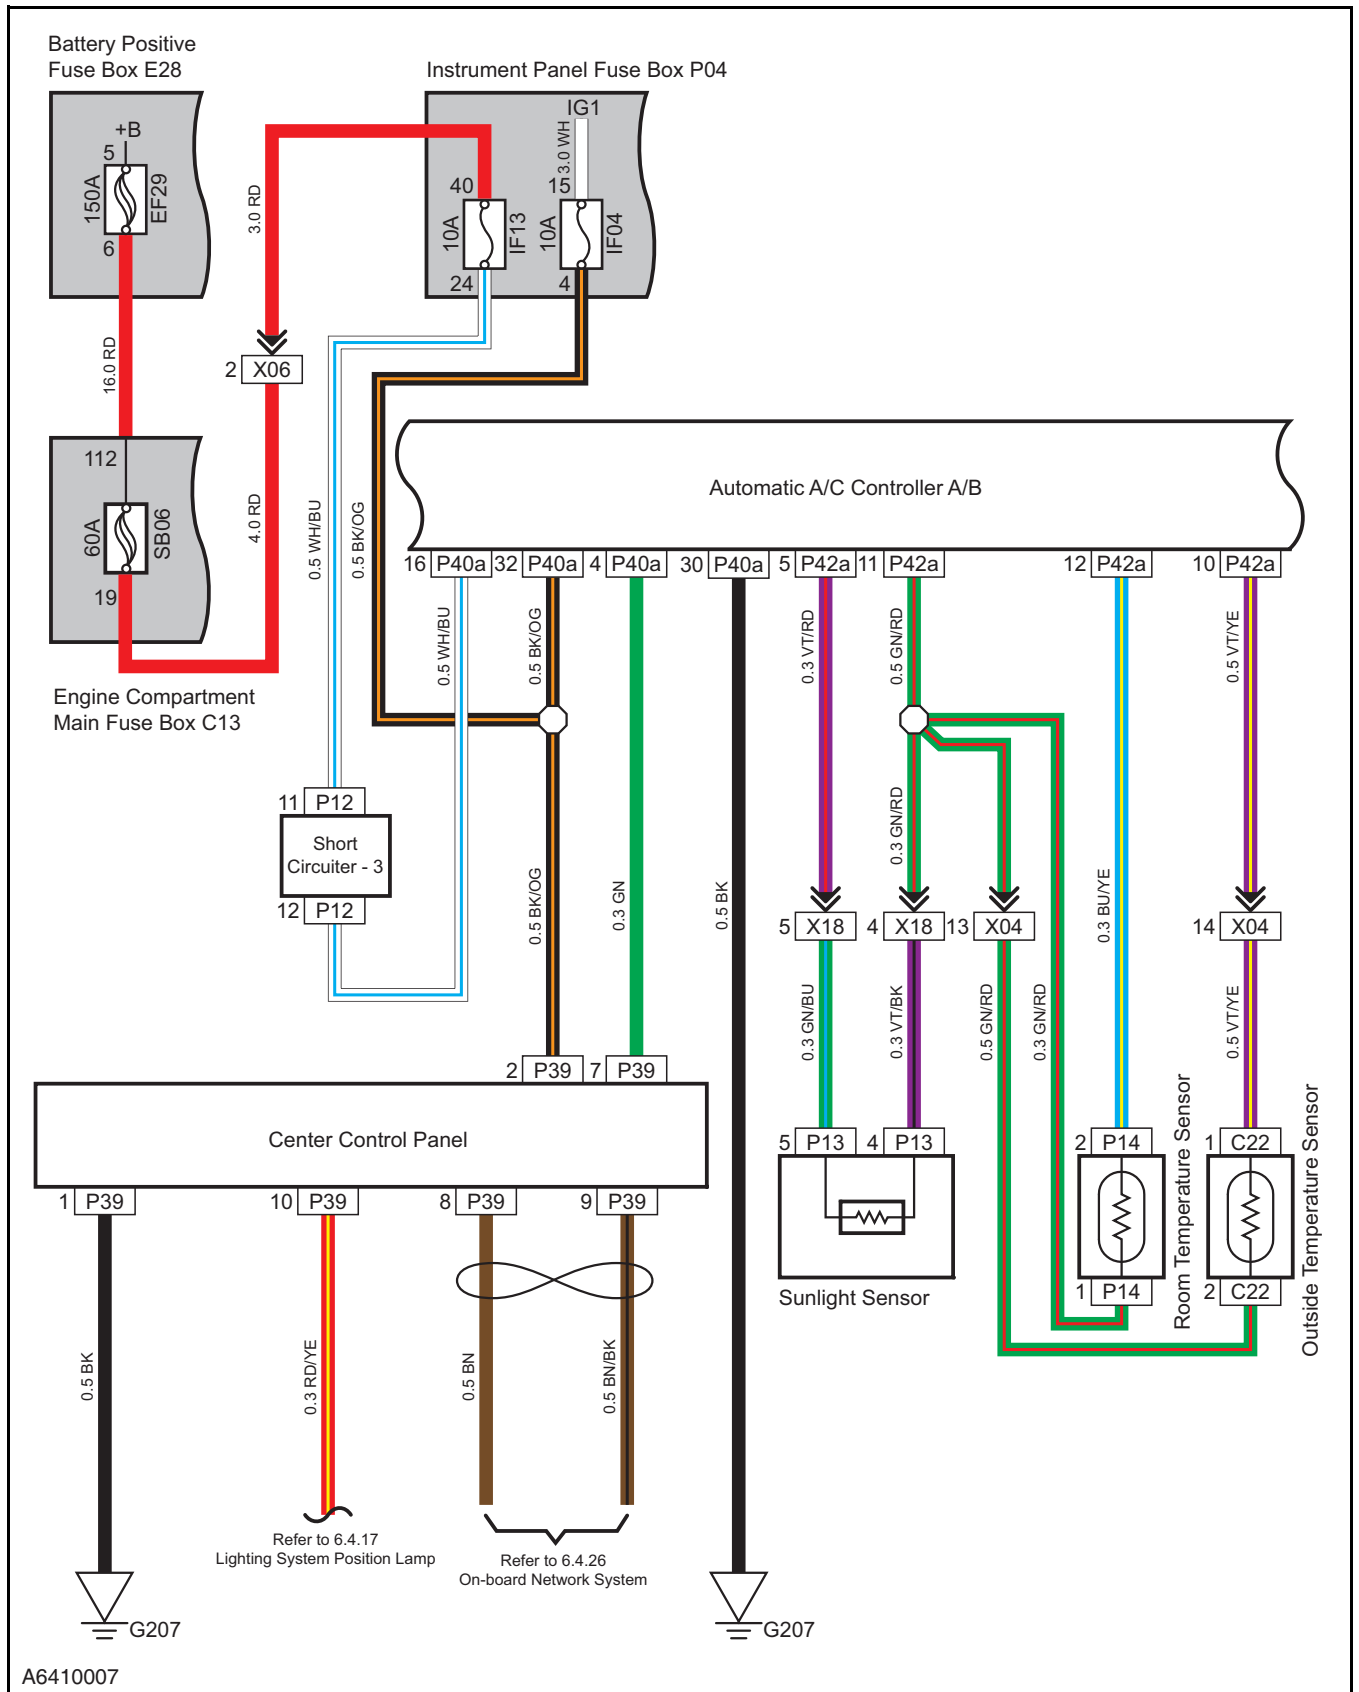 Battery Positive
Fuse Box E28
Instrument Panel Fuse Box P04
+B
5
150A
EF29
6
16.0 RD
3.0 RD
IG1
3.0 WH
40
15
10A
IF13
10A
IF04
24
4
2
X06
112
60A
SB06
19
4.0 RD
Engine Compartment
Main Fuse Box C13
0.5 WH/BU
0.5 BK/OG
Automatic A/C Controller A/B
16
P40a
32
P40a
4
P40a
30
P40a
5
P42a
11
P42a
12
P42a
10
P42a
0.5 WH/BU
0.5 BK/OG
0.3 VT/RD
0.5 GN/RD
0.5 VT/YE
11
P12
Short
Circuiter - 3
12
P12
0.5 BK/OG
0.3 GN
0.5 BK
0.3 GN/RD
0.3 BU/YE
5
X18
4
X18
13
X04
14
X04
0.3 GN/BU
0.3 VT/BK
0.5 GN/RD
0.3 GN/RD
0.5 VT/YE
2
P39
7
P39
Center Control Panel
1
P39
10
P39
8
P39
9
P39
5
P13
4
P13
2
P14
1
C22
Sunlight Sensor
1
P14
2
C22
Room Temperature Sensor
Outside Temperature Sensor
0.5 BK
0.3 RD/YE
0.5 BN
0.5 BN/BK
Refer to 6.4.17
Lighting System Position Lamp
Refer to 6.4.26
On-board Network System
G207
G207
A6410007